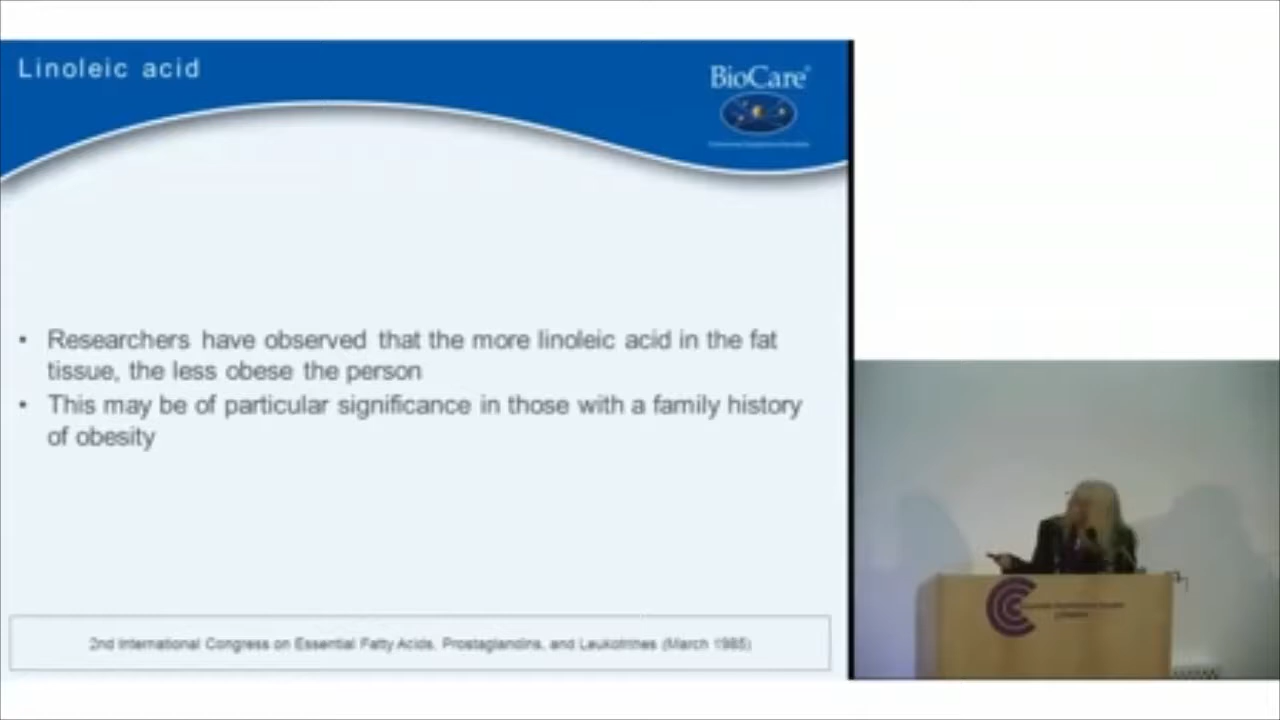 Linoleic acid
BioCare®
• Researchers have observed that the more linoleic acid in the fat
tissue, the less obese the person
• This may be of particular significance in those with a family history
of obesity
2nd International Congress on Essential Fatty Acids, Prostaglandins, and Leukotrines (March 1985)